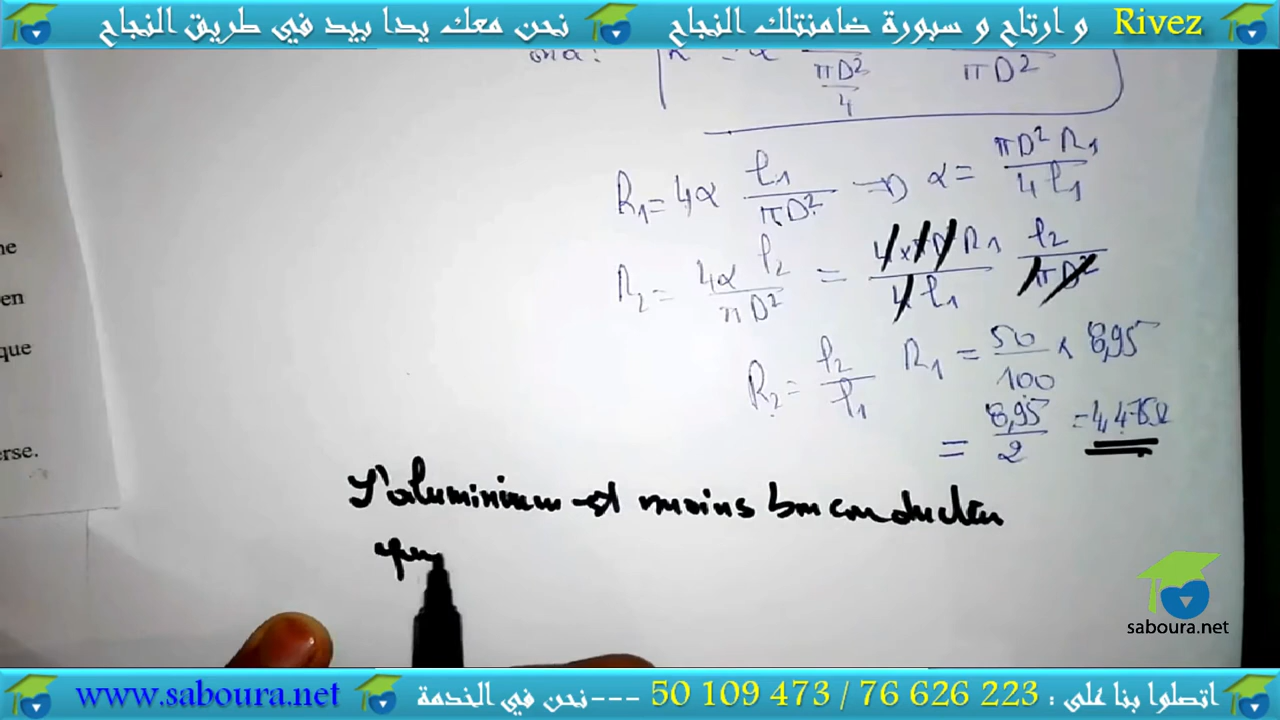 نحن معك يدا بيد في طريق النجاح و ارتاح و سبورة ضامنتلك النجاح Rivez
on a :
πD²/4 πD²
R₁ = 4α l₁/πD² => α = πD² R₁/4 l₁
R₂ = 4α l₂/πD² = R₁/4 l₁ l₂/πD²
R₂ = l₂/l₁ R₁ = 50/100 x 8,95
= 8,95/2 = 4,475Ω
L'aluminium est moins bon conducteur
que
en
que
erse.
saboura.net
www.saboura.net اتصلوا بنا على : 50 109 473 / 76 626 223 ---نحن في الخدمة